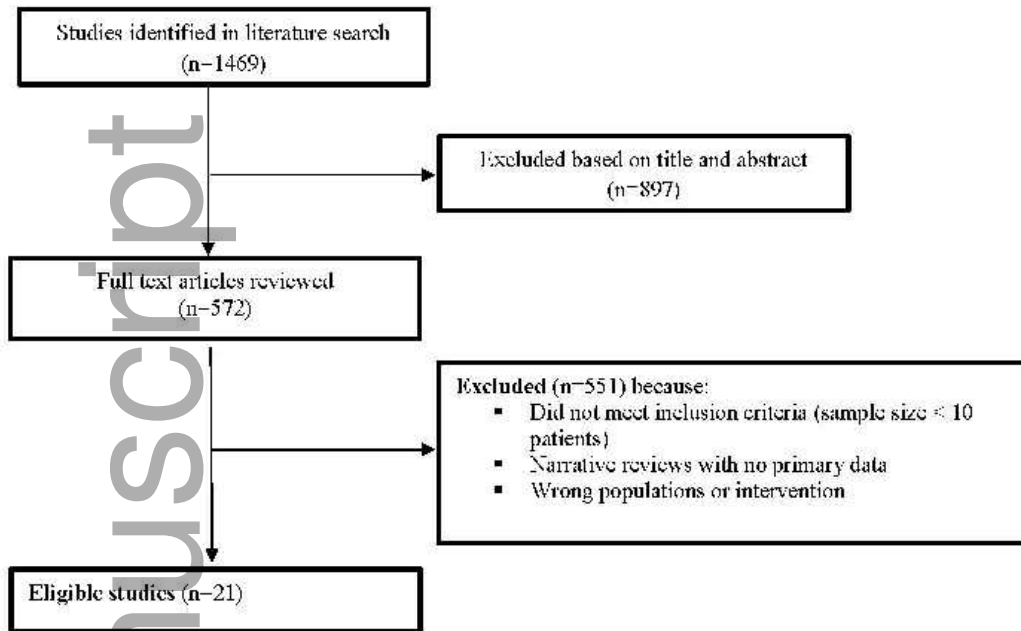 Studies identified in literature search
(n=1469)
Excluded based on title and abstract
(n=897)
Full text articles reviewed
(n=572)
Excluded (n=551) because:
▪ Did not meet inclusion criteria (sample size < 10
patients)
▪ Narrative reviews with no primary data
▪ Wrong populations or intervention
Eligible studies (n=21)
nuscript